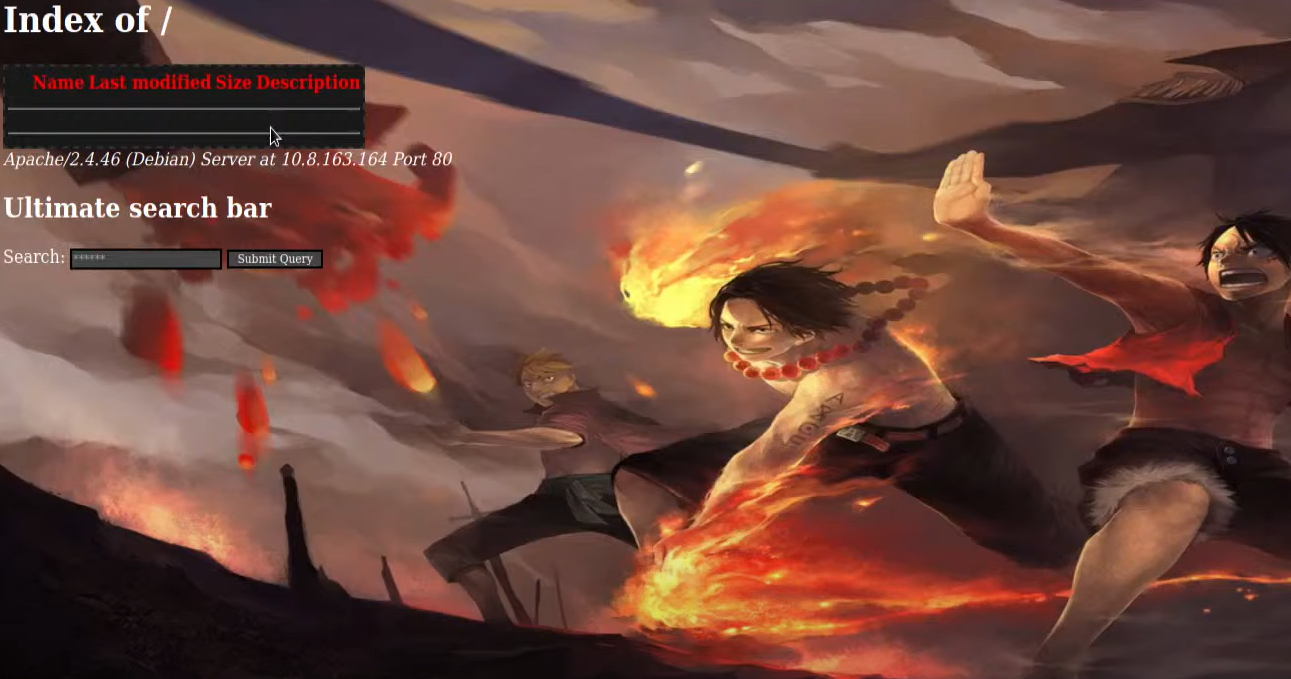 Index of /
Name Last modified Size Description
Apache/2.4.46 (Debian) Server at 10.8.163.164 Port 80
Ultimate search bar
Search: ****** Submit Query